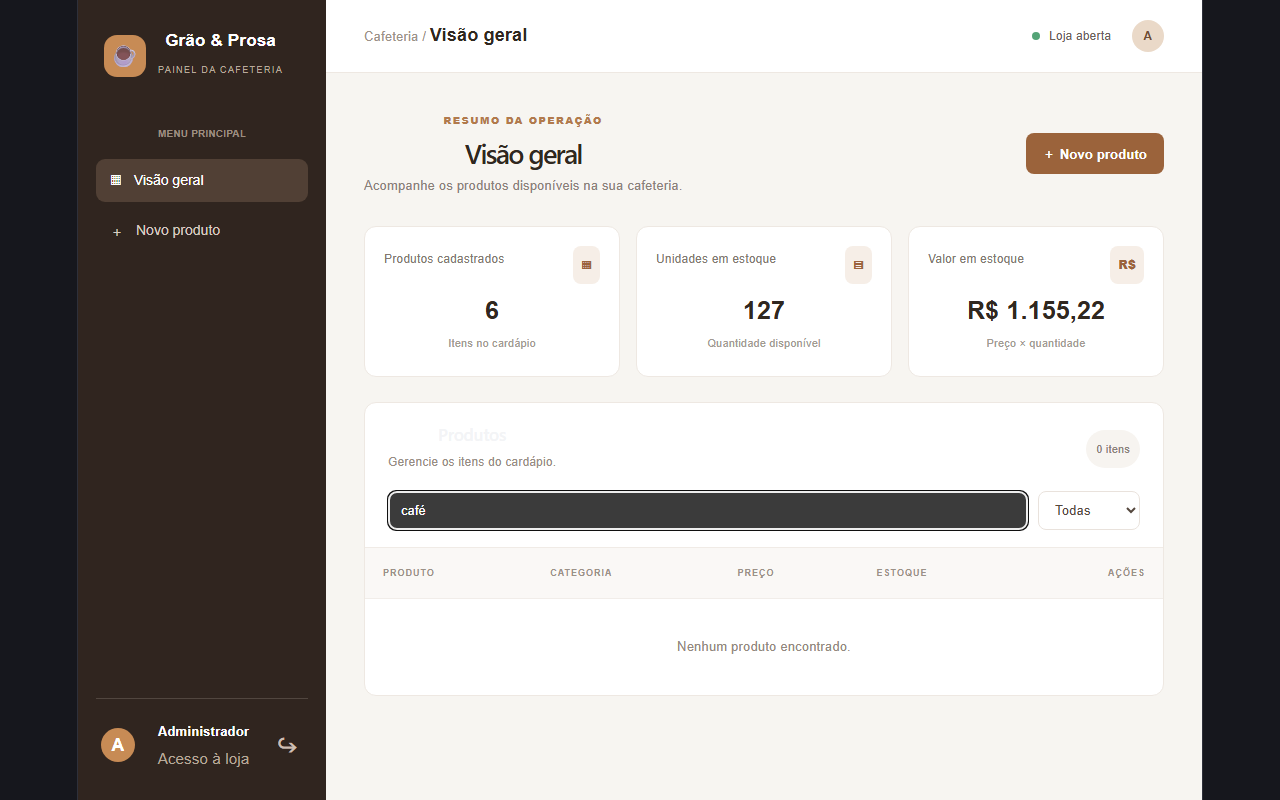 Grão & Prosa
PAINEL DA CAFETERIA
MENU PRINCIPAL
Visão geral
+ Novo produto
A
Administrador
Acesso à loja
Cafeteria / Visão geral
Loja aberta
A
RESUMO DA OPERAÇÃO
Visão geral
Acompanhe os produtos disponíveis na sua cafeteria.
+ Novo produto
Produtos cadastrados
6
Itens no cardápio
Unidades em estoque
127
Quantidade disponível
Valor em estoque
R$
R$ 1.155,22
Preço × quantidade
Produtos
Gerencie os itens do cardápio.
0 itens
café
Todas
PRODUTO CATEGORIA PREÇO ESTOQUE AÇÕES
Nenhum produto encontrado.